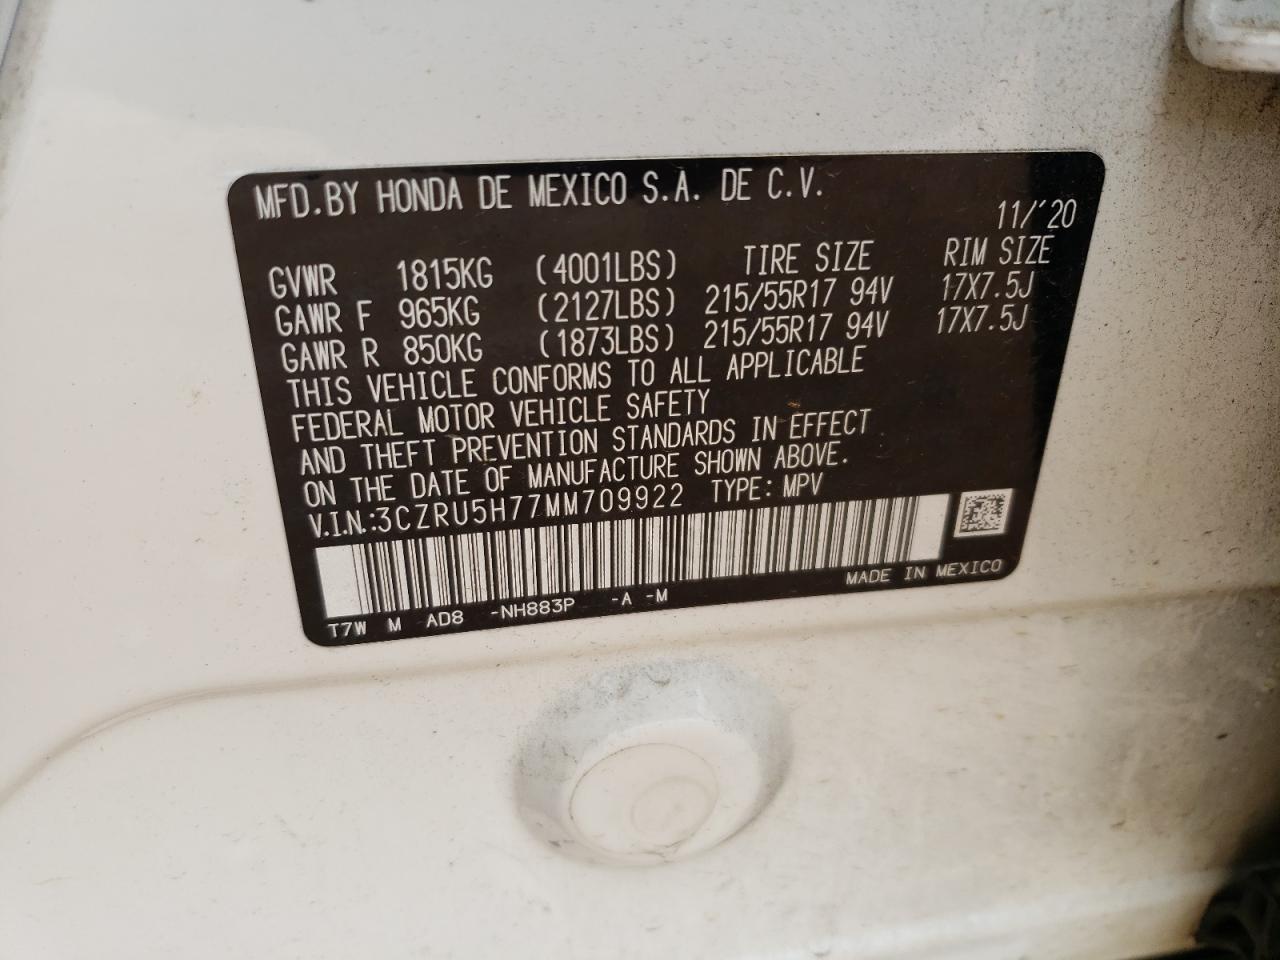 MFD.BY HONDA DE MEXICO S.A. DE C.V.
11/'20
GVWR 1815KG (4001LBS) TIRE SIZE RIM SIZE
GAWR F 965KG (2127LBS) 215/55R17 94V 17X7.5J
GAWR R 850KG (1873LBS) 215/55R17 94V 17X7.5J
THIS VEHICLE CONFORMS TO ALL APPLICABLE
FEDERAL MOTOR VEHICLE SAFETY
AND THEFT PREVENTION STANDARDS IN EFFECT
ON THE DATE OF MANUFACTURE SHOWN ABOVE.
V.I.N.:3CZRU5H77MM709922 TYPE: MPV
MADE IN MEXICO
T7W M AD8 -NH883P -A -M